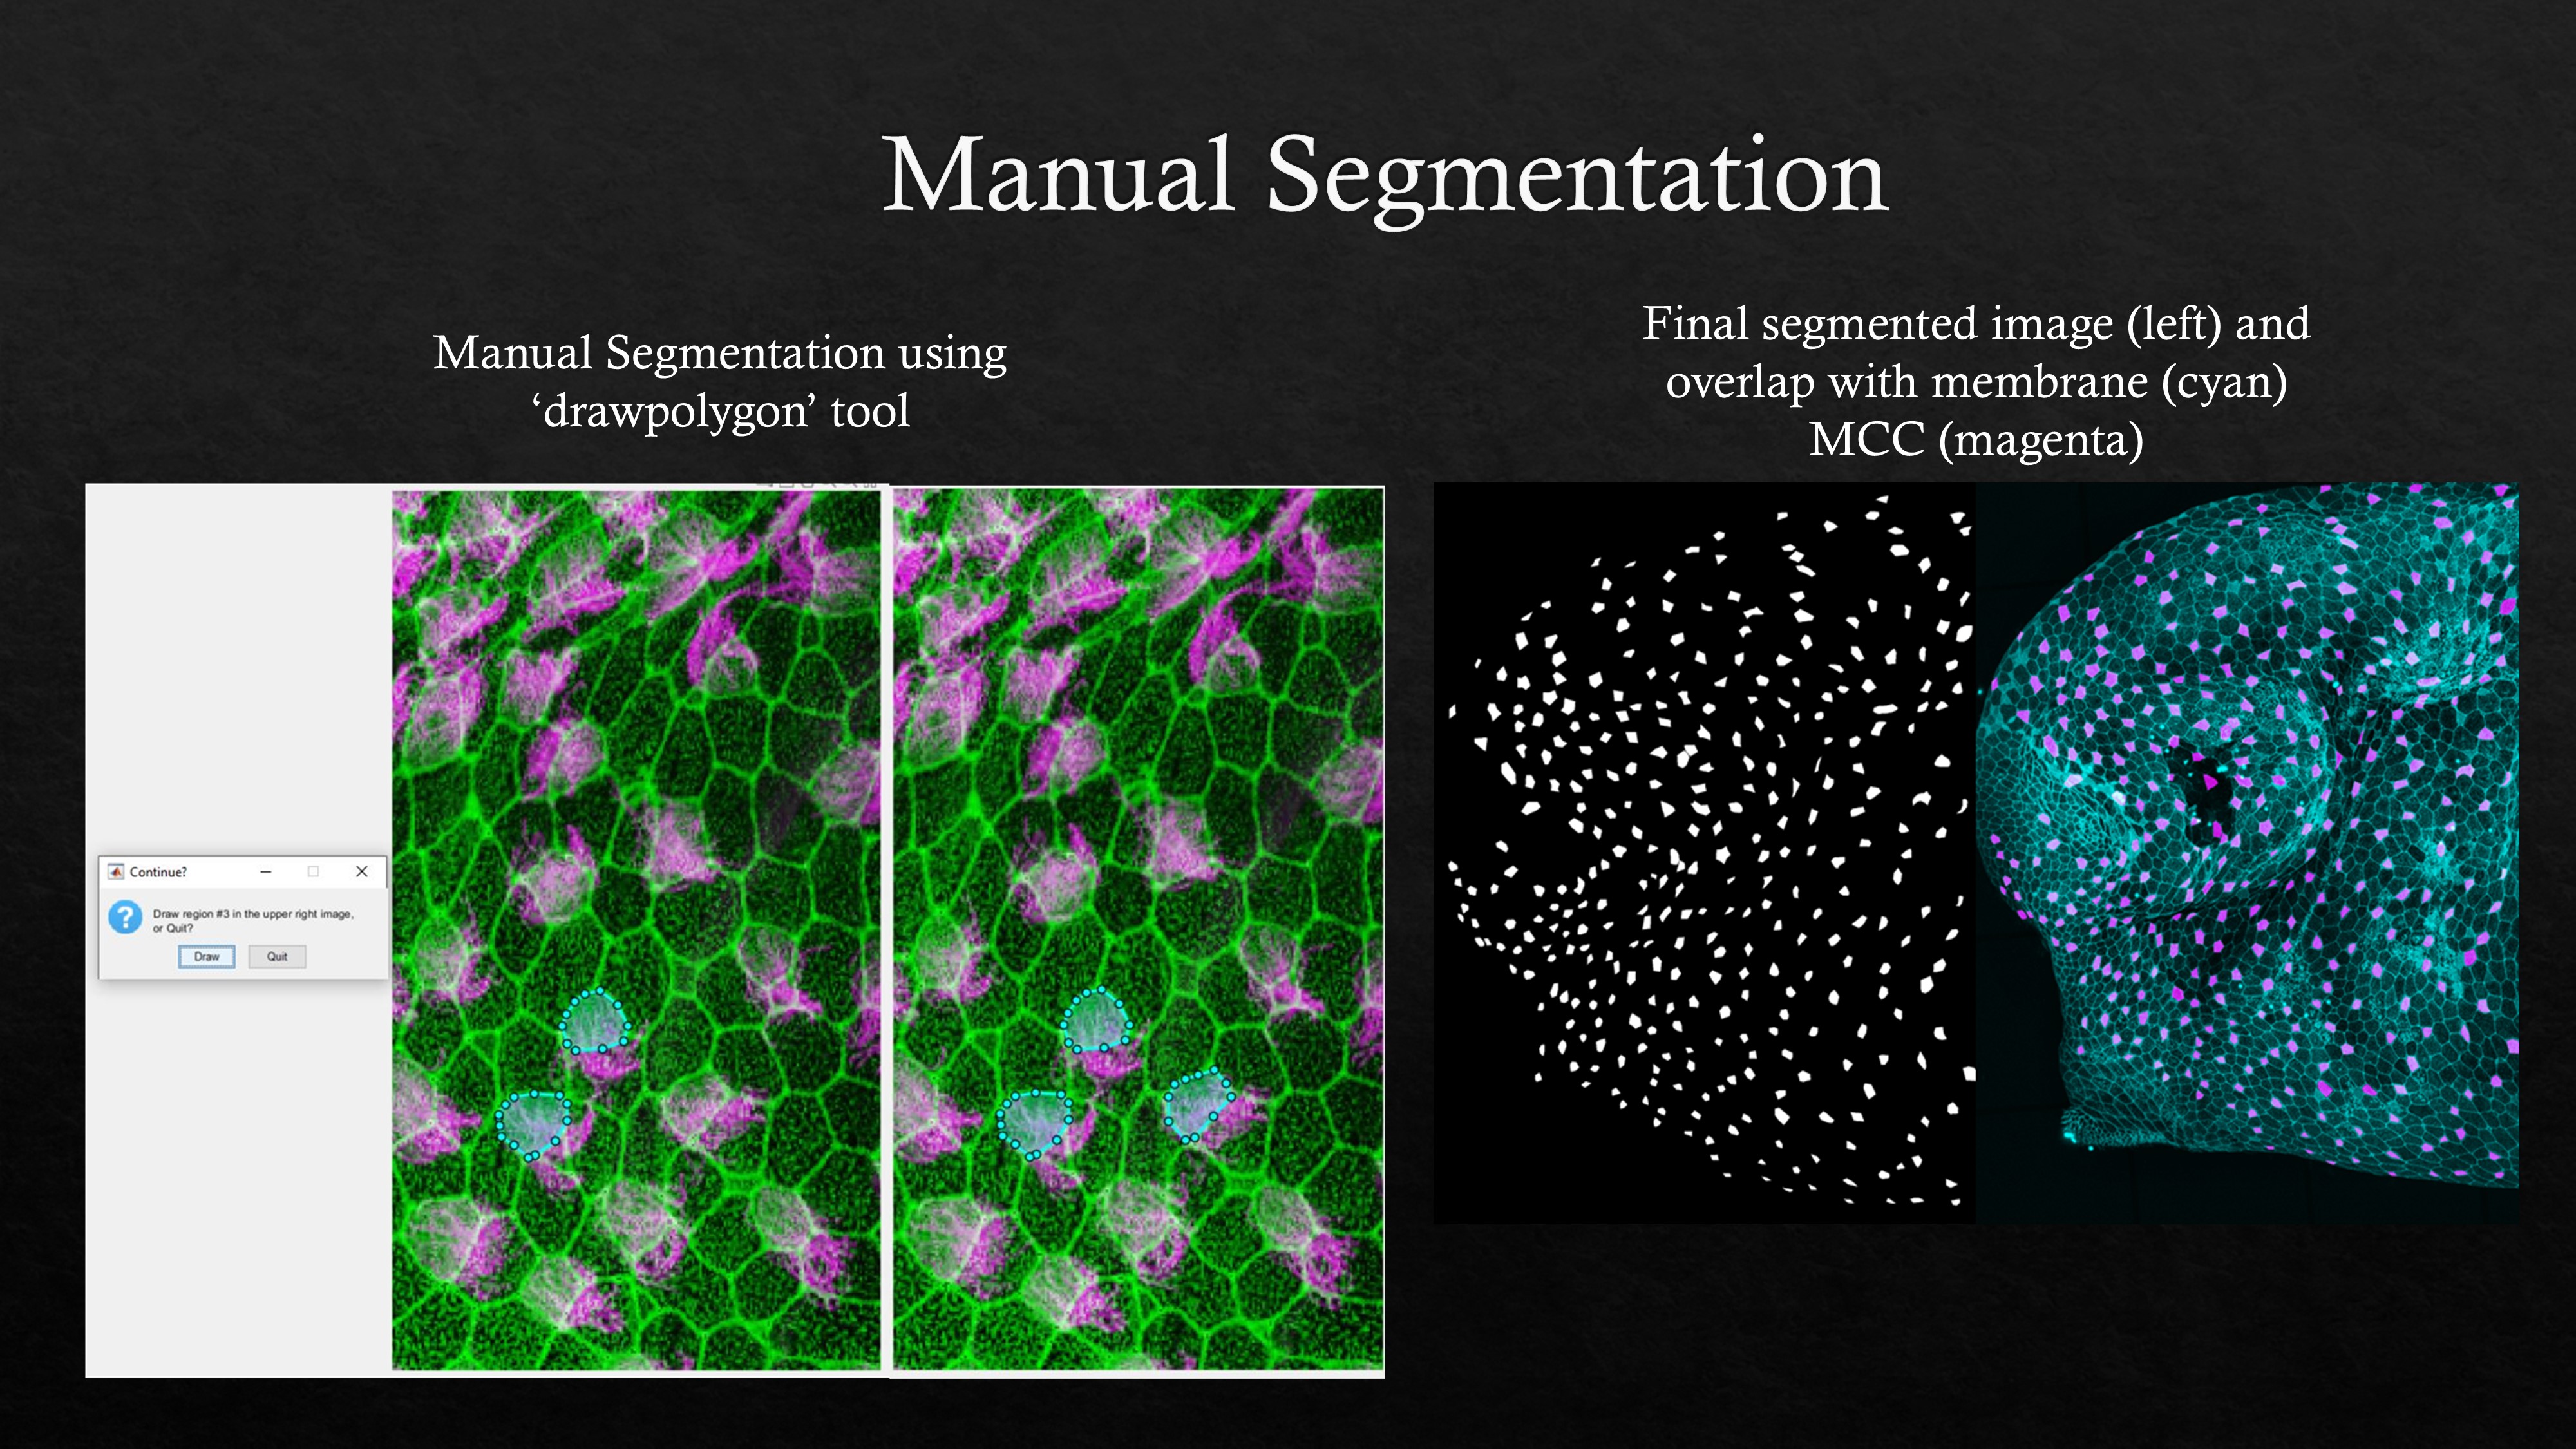 Manual Segmentation
Manual Segmentation using
‘drawpolygon’ tool
Final segmented image (left) and
overlap with membrane (cyan)
MCC (magenta)
Continue?
Draw region #3 in the upper right image,
or Quit?
Draw
Quit